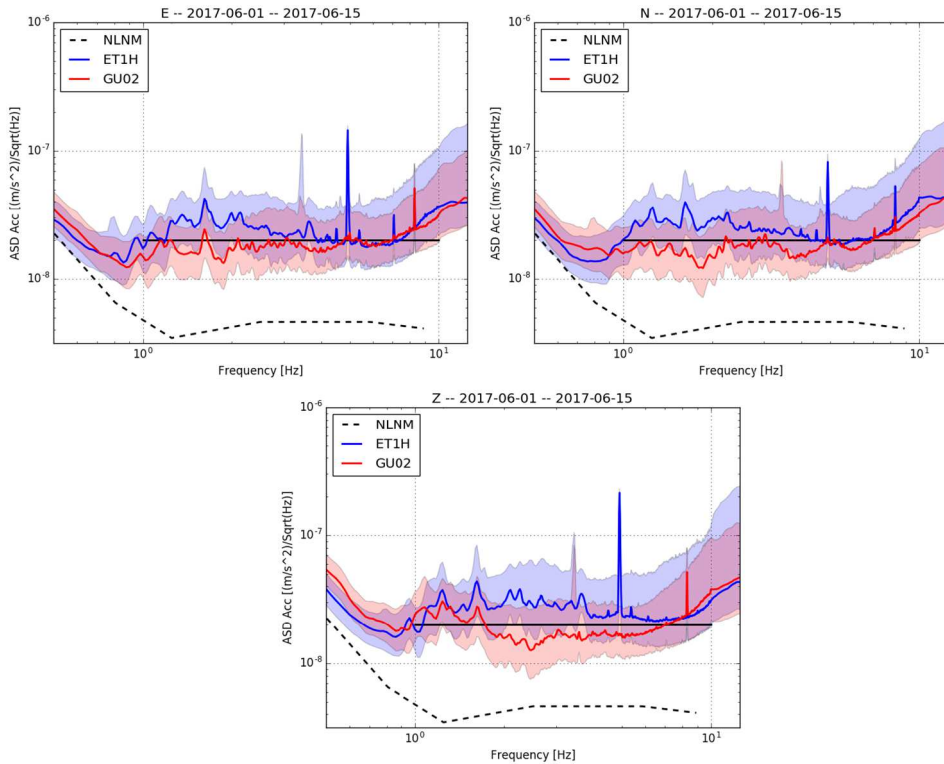 E -- 2017-06-01 -- 2017-06-15
10^-6
10^-7
10^-8
ASD Acc [(m/s^2)/Sqrt(Hz)]
NLNM
ET1H
GU02
10^0
10^1
Frequency [Hz]
N -- 2017-06-01 -- 2017-06-15
10^-6
10^-7
10^-8
ASD Acc [(m/s^2)/Sqrt(Hz)]
NLNM
ET1H
GU02
10^0
10^1
Frequency [Hz]
Z -- 2017-06-01 -- 2017-06-15
10^-6
10^-7
10^-8
ASD Acc [(m/s^2)/Sqrt(Hz)]
NLNM
ET1H
GU02
10^0
10^1
Frequency [Hz]